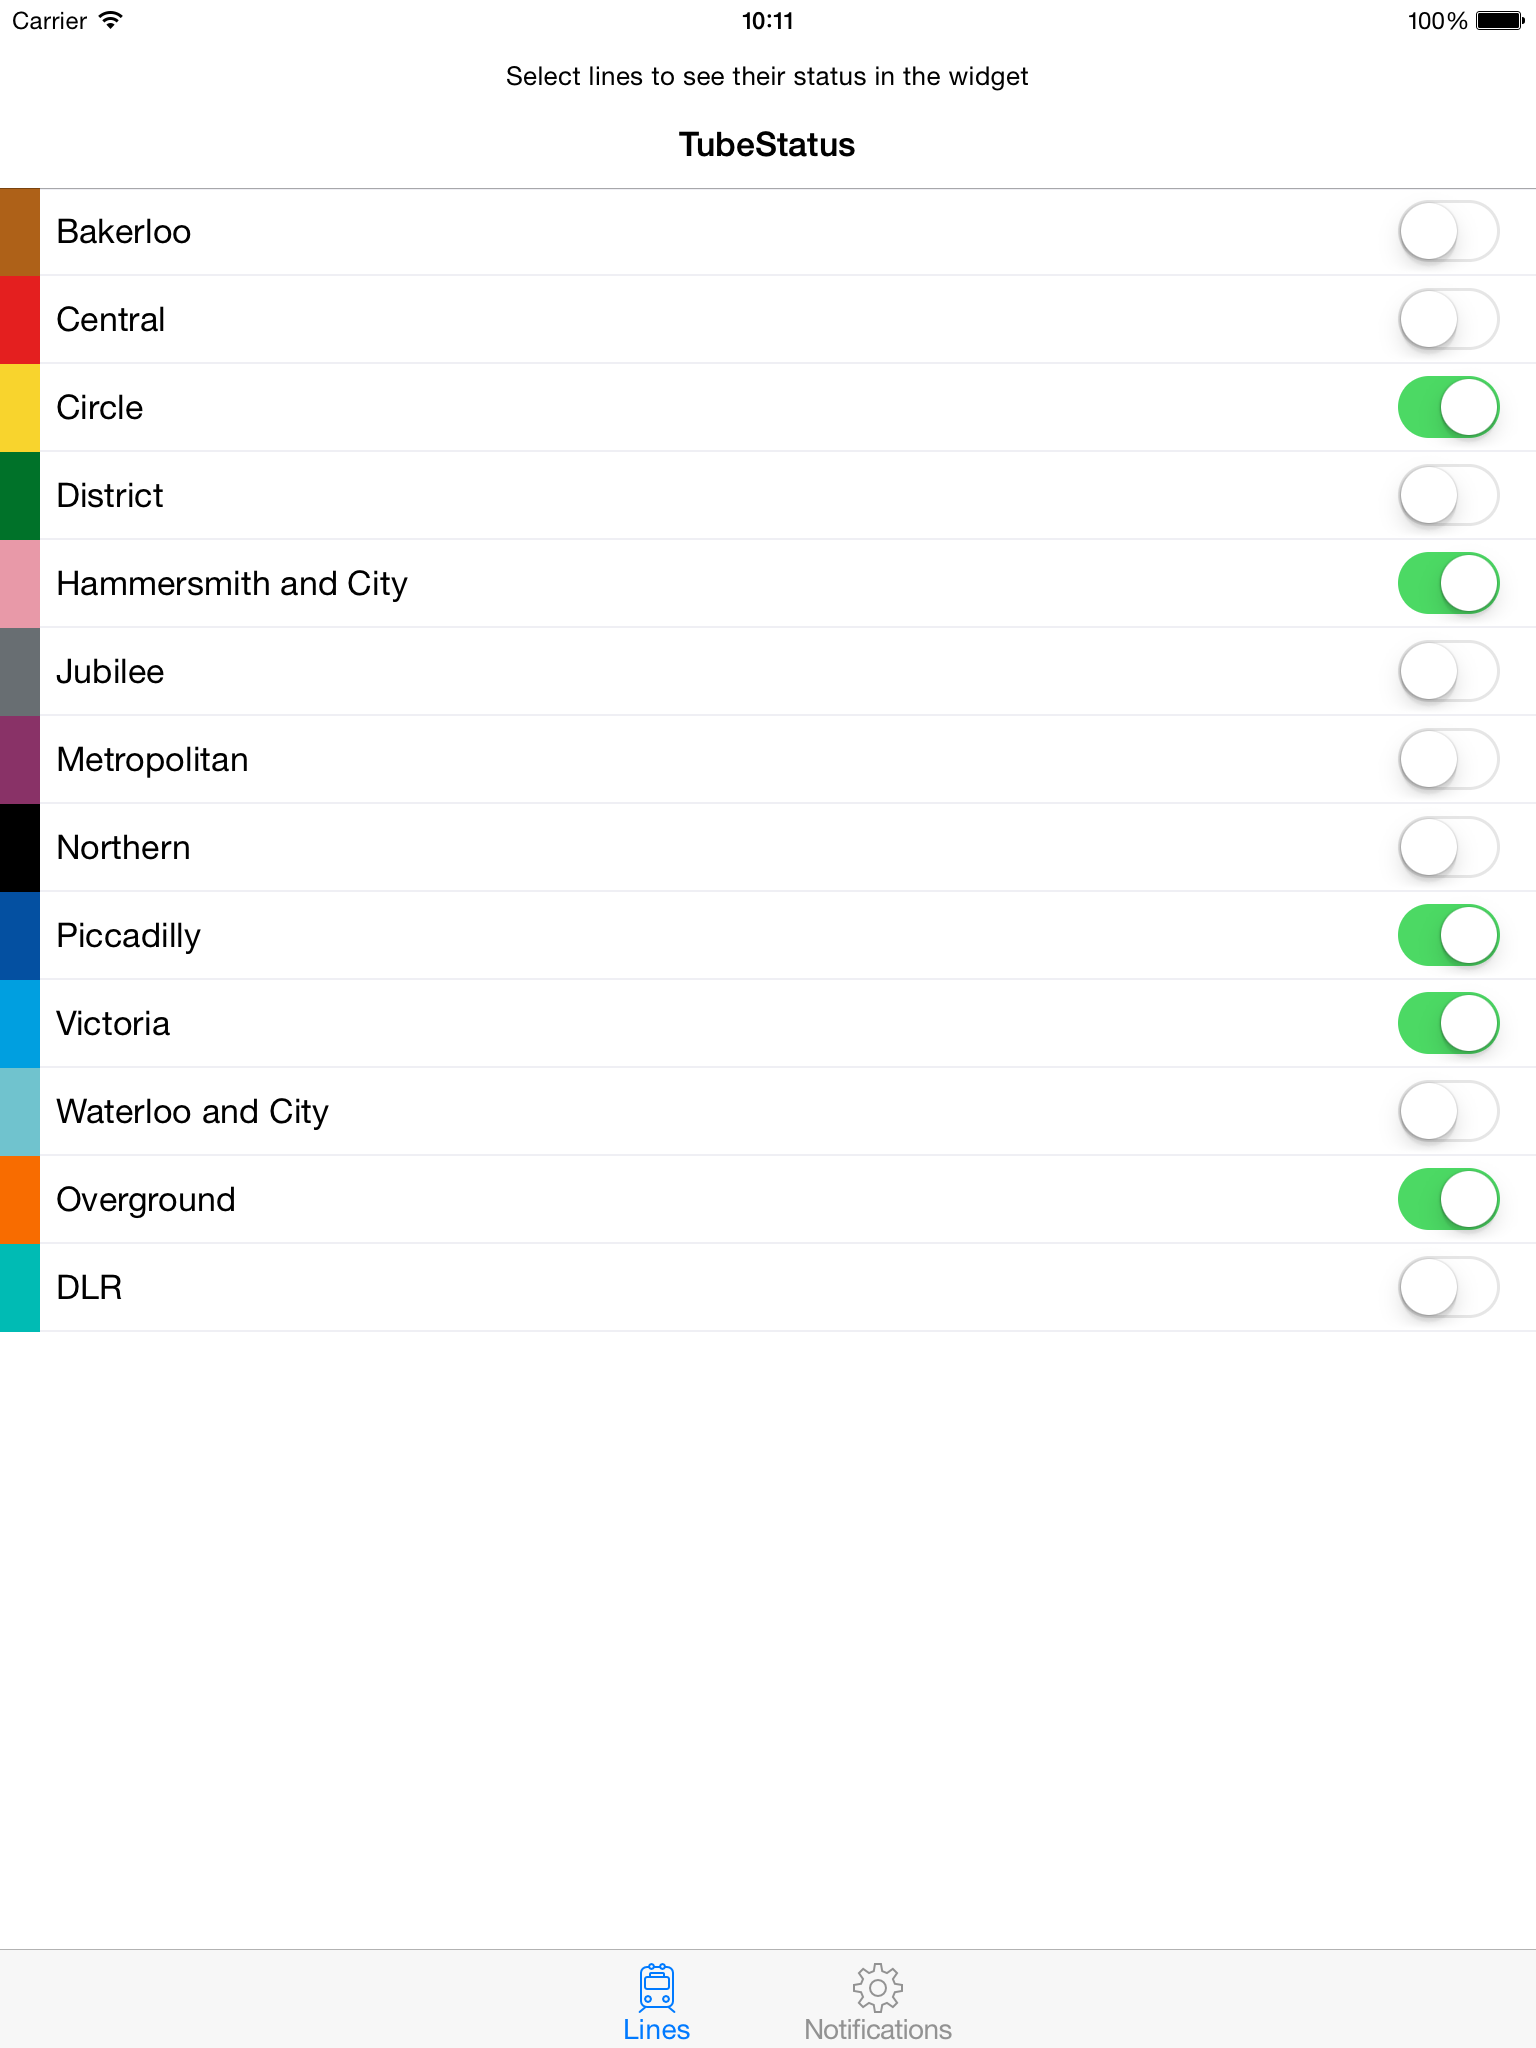 Carrier 10:11 100%
Select lines to see their status in the widget
TubeStatus
Bakerloo
Central
Circle
District
Hammersmith and City
Jubilee
Metropolitan
Northern
Piccadilly
Victoria
Waterloo and City
Overground
DLR
Lines Notifications